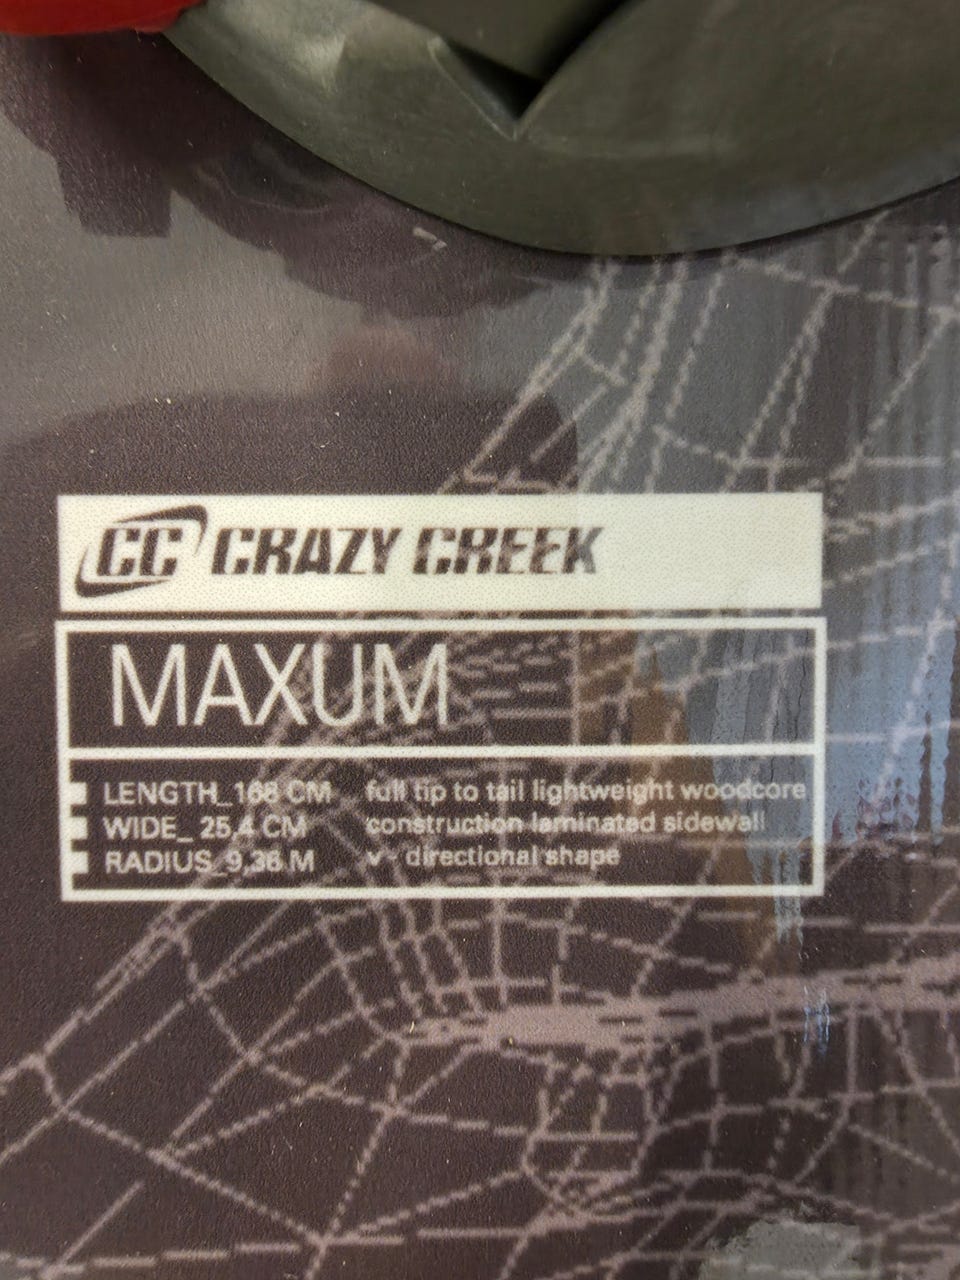 CC CRAZY CREEK
MAXUM
LENGTH_168 CM full tip to tail lightweight woodcore
WIDE_ 25,4 CM construction laminated sidewall
RADIUS_9,36 M v - directional shape